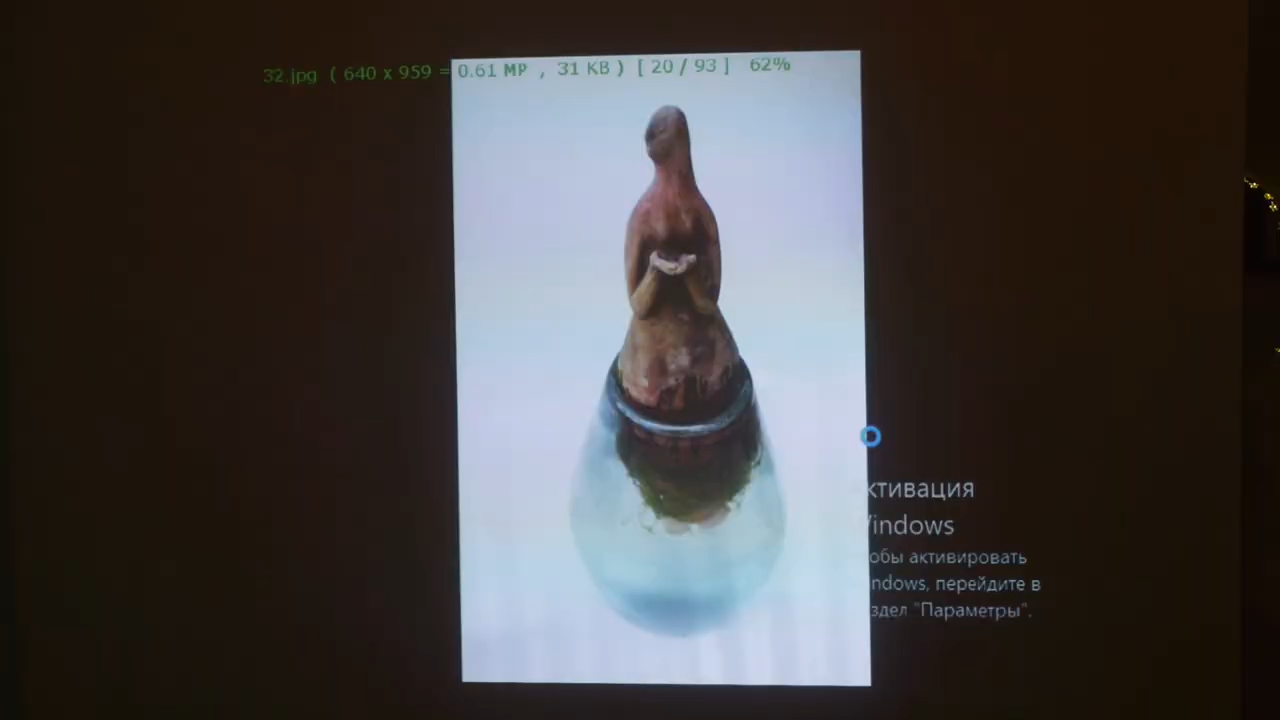 32.jpg ( 640 x 959 = 0.61 MP , 31 KB ) [ 20 / 93 ] 62%
ктивация
indows
обы активировать
ndows, перейдите в
здел "Параметры".